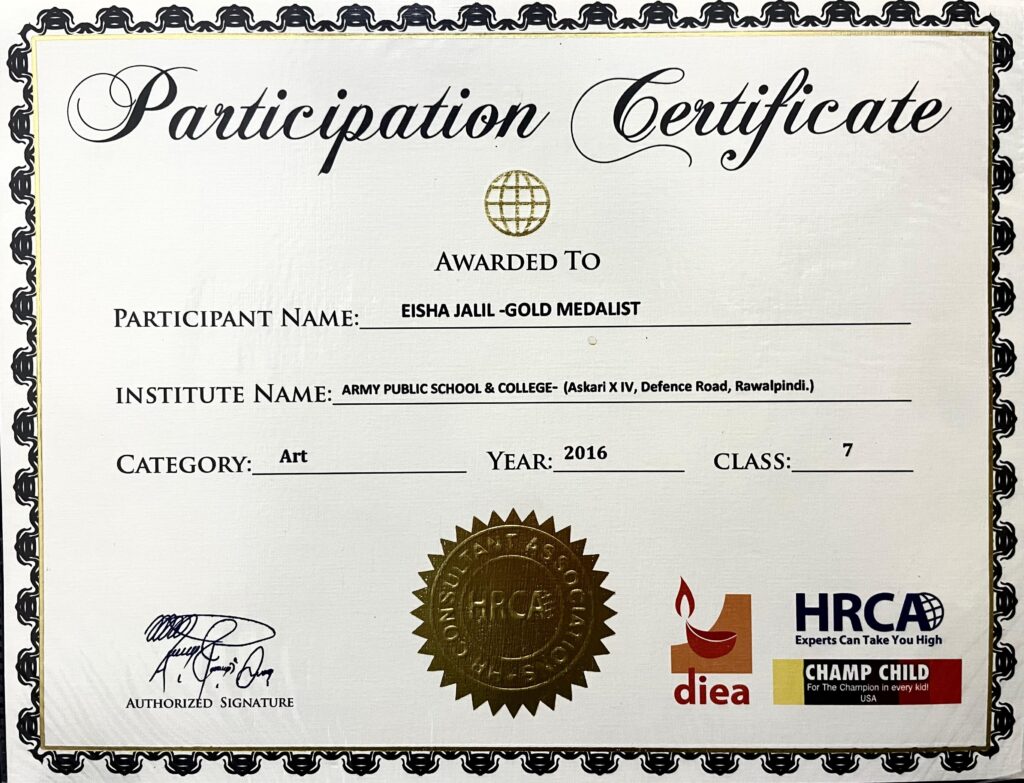 Participation Certificate
AWARDED TO
PARTICIPANT NAME: EISHA JALIL -GOLD MEDALIST
INSTITUTE NAME: ARMY PUBLIC SCHOOL & COLLEGE- (Askari X IV, Defence Road, Rawalpindi.)
CATEGORY: Art YEAR: 2016 CLASS: 7
CONSULTANT ASSOCIATIONS
HRCA
AUTHORIZED SIGNATURE
diea
HRCA
Experts Can Take You High
CHAMP CHILD
For The Champion in every kid!
USA